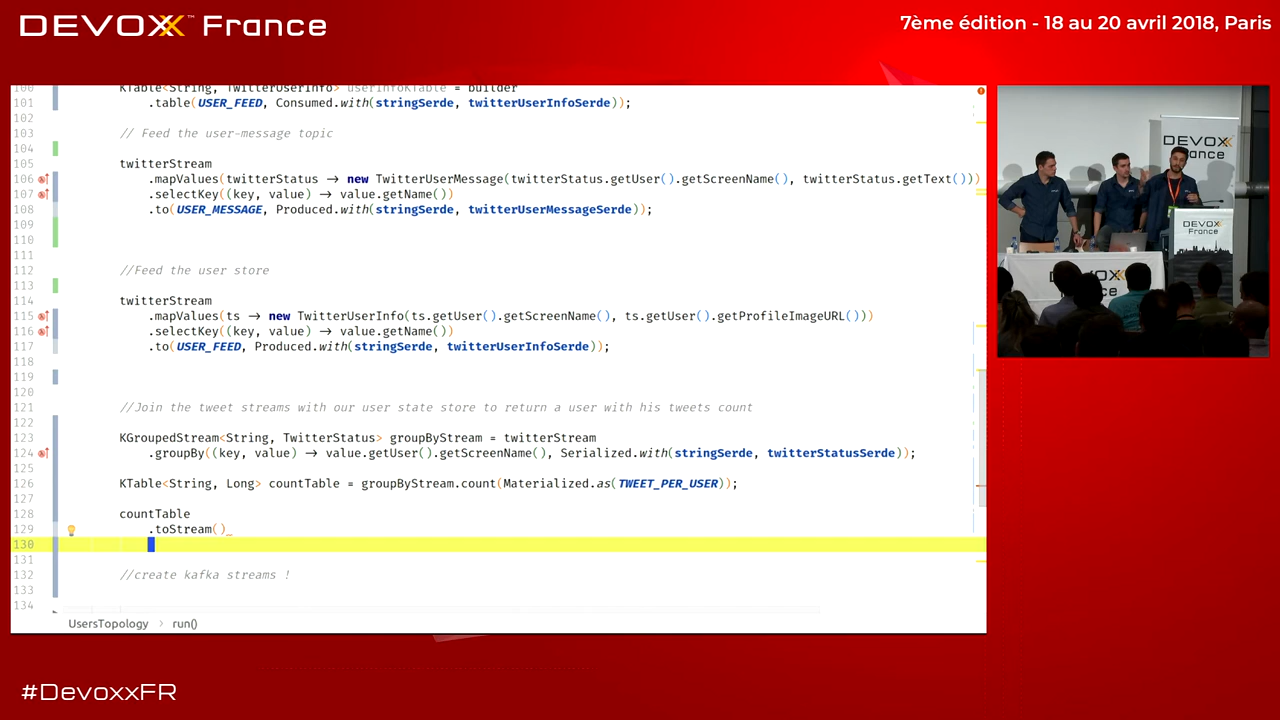 DEVOXX™ France
7ème édition - 18 au 20 avril 2018, Paris
100 KTable<String, TwitterUserInfo> userInfoKTable = builder
101 .table(USER_FEED, Consumed.with(stringSerde, twitterUserInfoSerde));
102
103 // Feed the user-message topic
104
105 twitterStream
106 .mapValues(twitterStatus → new TwitterUserMessage(twitterStatus.getUser().getScreenName(), twitterStatus.getText()))
107 .selectKey((key, value) → value.getName())
108 .to(USER_MESSAGE, Produced.with(stringSerde, twitterUserMessageSerde));
109
110
111
112 //Feed the user store
113
114 twitterStream
115 .mapValues(ts → new TwitterUserInfo(ts.getUser().getScreenName(), ts.getUser().getProfileImageURL()))
116 .selectKey((key, value) → value.getName())
117 .to(USER_FEED, Produced.with(stringSerde, twitterUserInfoSerde));
118
119
120
121 //Join the tweet streams with our user state store to return a user with his tweets count
122
123 KGroupedStream<String, TwitterStatus> groupByStream = twitterStream
124 .groupBy((key, value) → value.getUser().getScreenName(), Serialized.with(stringSerde, twitterStatusSerde));
125
126 KTable<String, Long> countTable = groupByStream.count(Materialized.as(TWEET_PER_USER));
127
128 countTable
129 .toStream()
130
131
132 //create kafka streams !
133
134
UsersTopology > run()
DEVOXX
France
DEVOXX
France
DEVOXX
France
#DevoxxFR